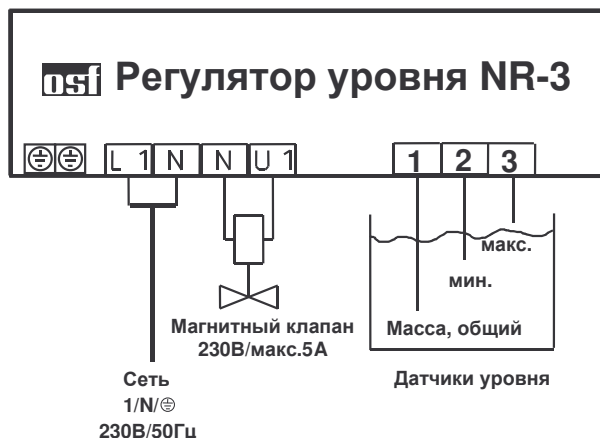 osf Регулятор уровня NR-3
L 1 N N U 1 1 2 3
макс.
мин.
Магнитный клапан
230В/макс.5А
Масса, общий
Сеть
1/N/⏚
230В/50Гц
Датчики уровня